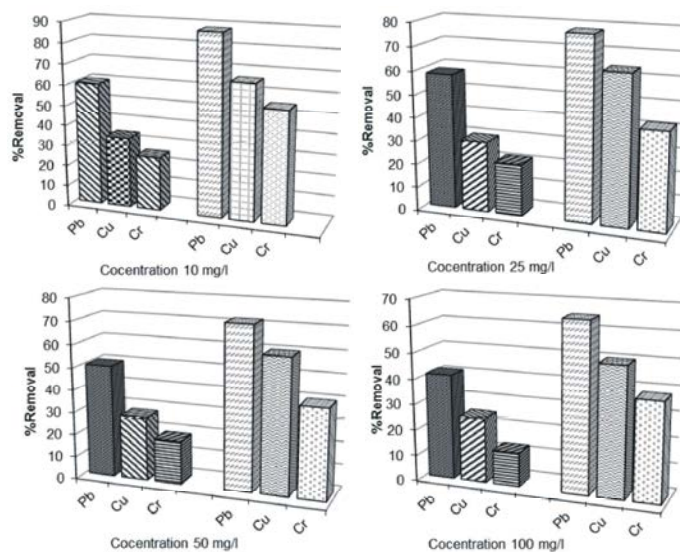 90
80
70
60
50
40
30
20
10
0
%Removal
Pb
Cu
Cr
Pb
Cu
Cr
Cocentration 10 mg/l
80
70
60
50
40
30
20
10
0
%Removal
Pb
Cu
Cr
Pb
Cu
Cr
Cocentration 25 mg/l
80
70
60
50
40
30
20
10
0
%Removal
Pb
Cu
Cr
Pb
Cu
Cr
Cocentration 50 mg/l
70
60
50
40
30
20
10
0
%Removal
Pb
Cu
Cr
Pb
Cu
Cr
Cocentration 100 mg/l